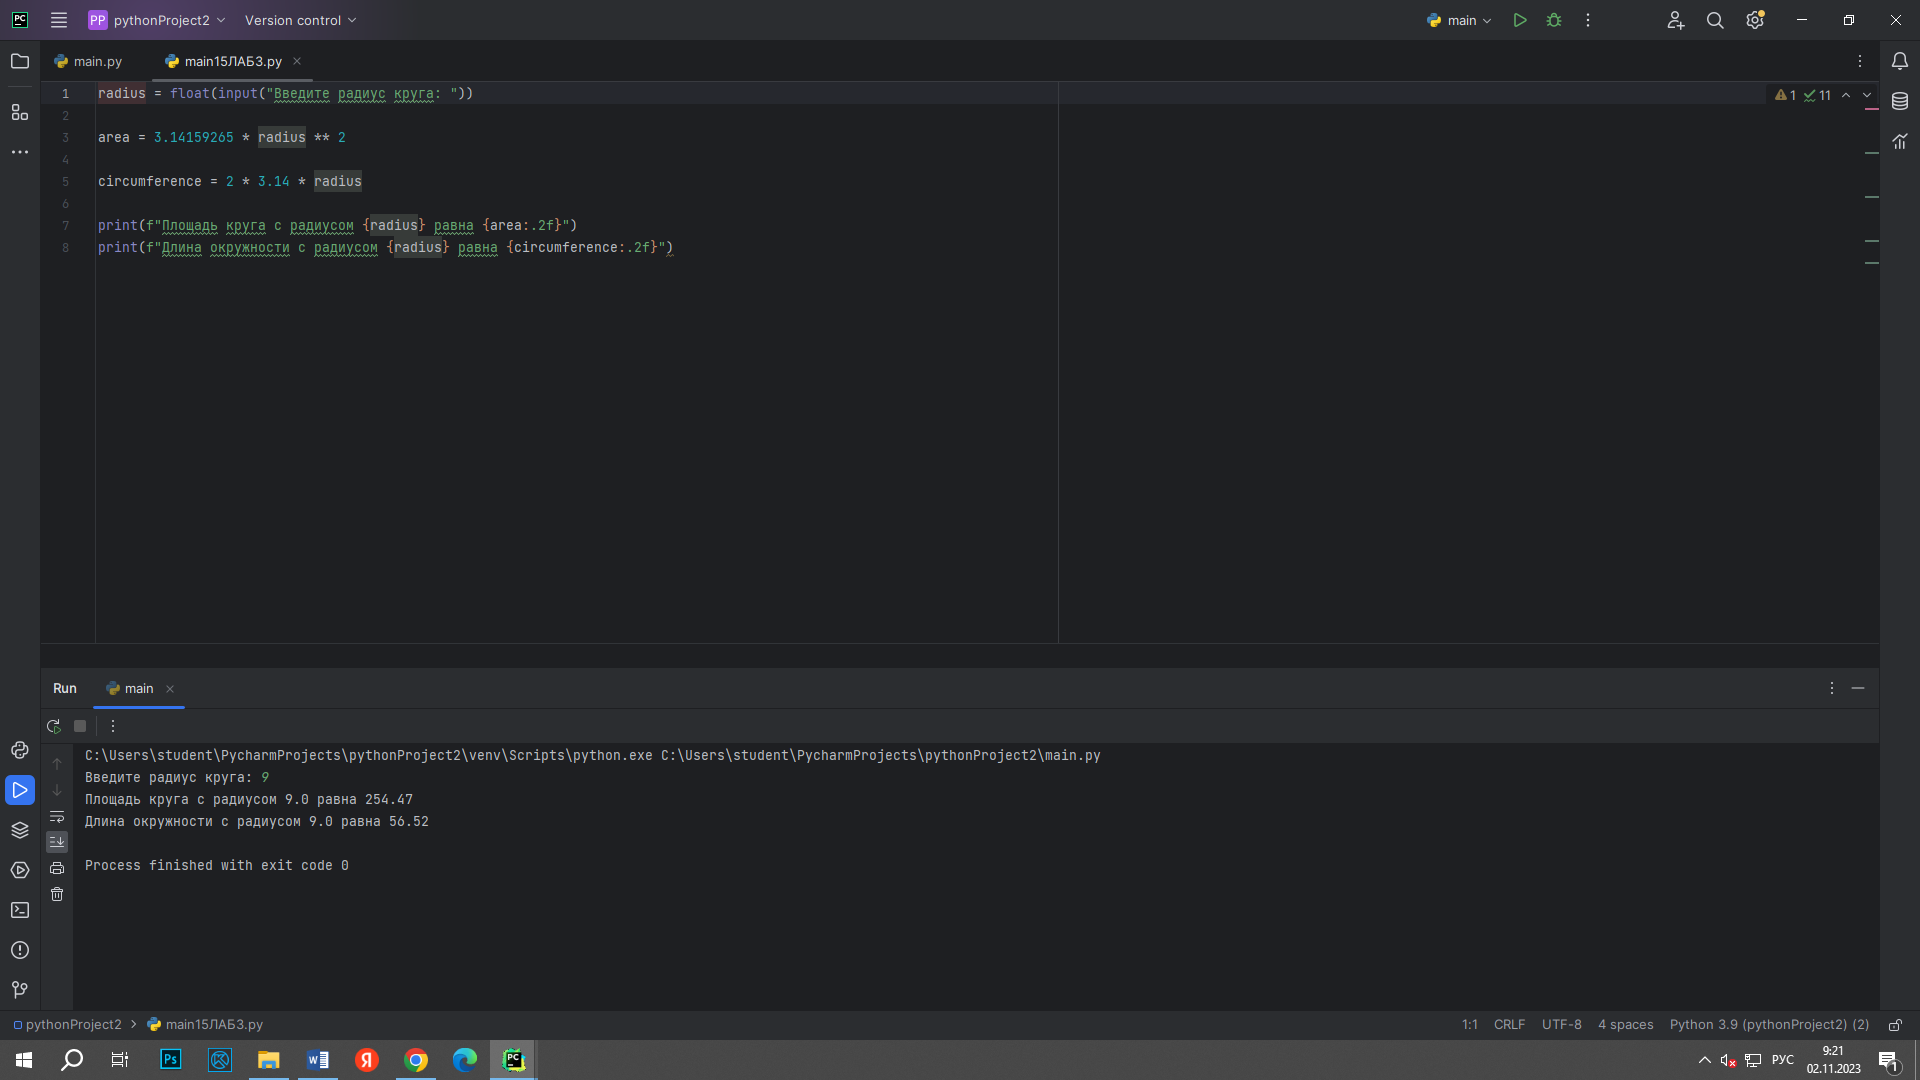 PC PP pythonProject2 Version control main
main.py main15ЛАБ3.py
1 radius = float(input("Введите радиус круга: ")) 1 11
2
3 area = 3.14159265 * radius ** 2
4
5 circumference = 2 * 3.14 * radius
6
7 print(f"Площадь круга с радиусом {radius} равна {area:.2f}")
8 print(f"Длина окружности с радиусом {radius} равна {circumference:.2f}")
Run main
C:\Users\student\PycharmProjects\pythonProject2\venv\Scripts\python.exe C:\Users\student\PycharmProjects\pythonProject2\main.py
Введите радиус круга: 9
Площадь круга с радиусом 9.0 равна 254.47
Длина окружности с радиусом 9.0 равна 56.52
Process finished with exit code 0
pythonProject2 main15ЛАБ3.py 1:1 CRLF UTF-8 4 spaces Python 3.9 (pythonProject2) (2)
Ps W Я PC РУС 9:21
02.11.2023 1